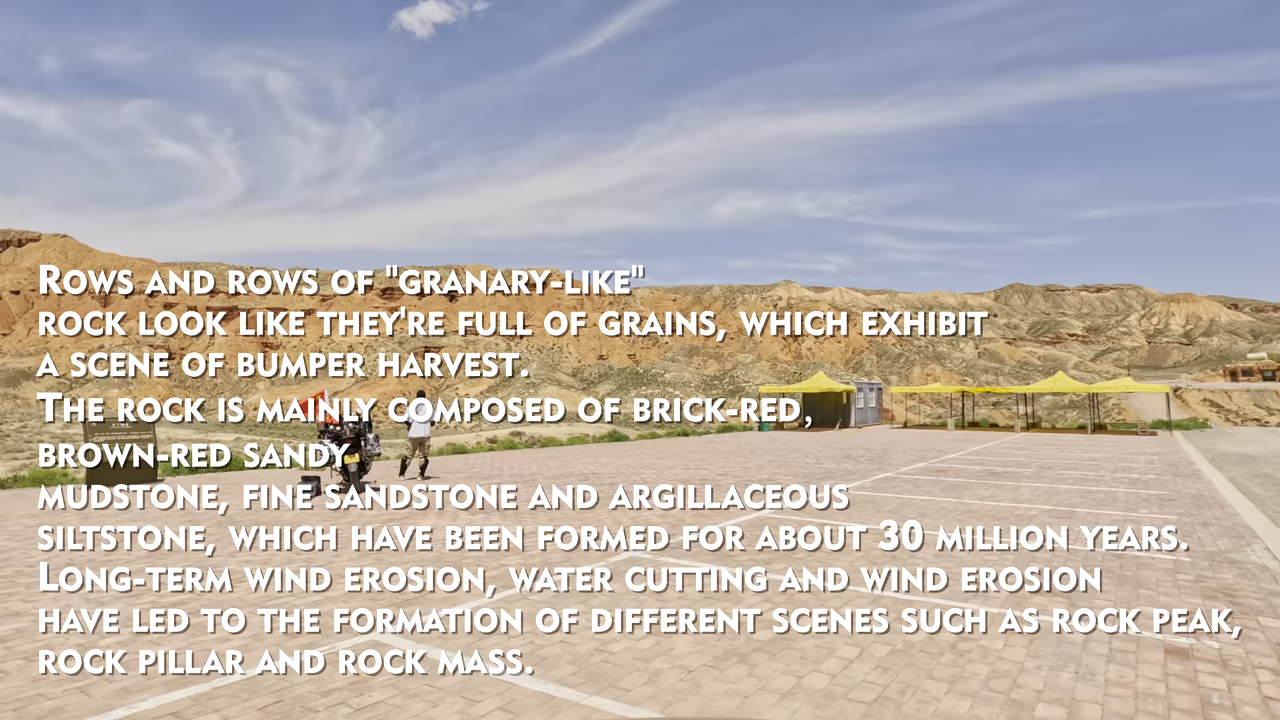 Rows and rows of "granary-like"
rock look like they're full of grains, which exhibit
a scene of bumper harvest.
The rock is mainly composed of brick-red,
brown-red sandy
mudstone, fine sandstone and argillaceous
siltstone, which have been formed for about 30 million years.
Long-term wind erosion, water cutting and wind erosion
have led to the formation of different scenes such as rock peak,
rock pillar and rock mass.